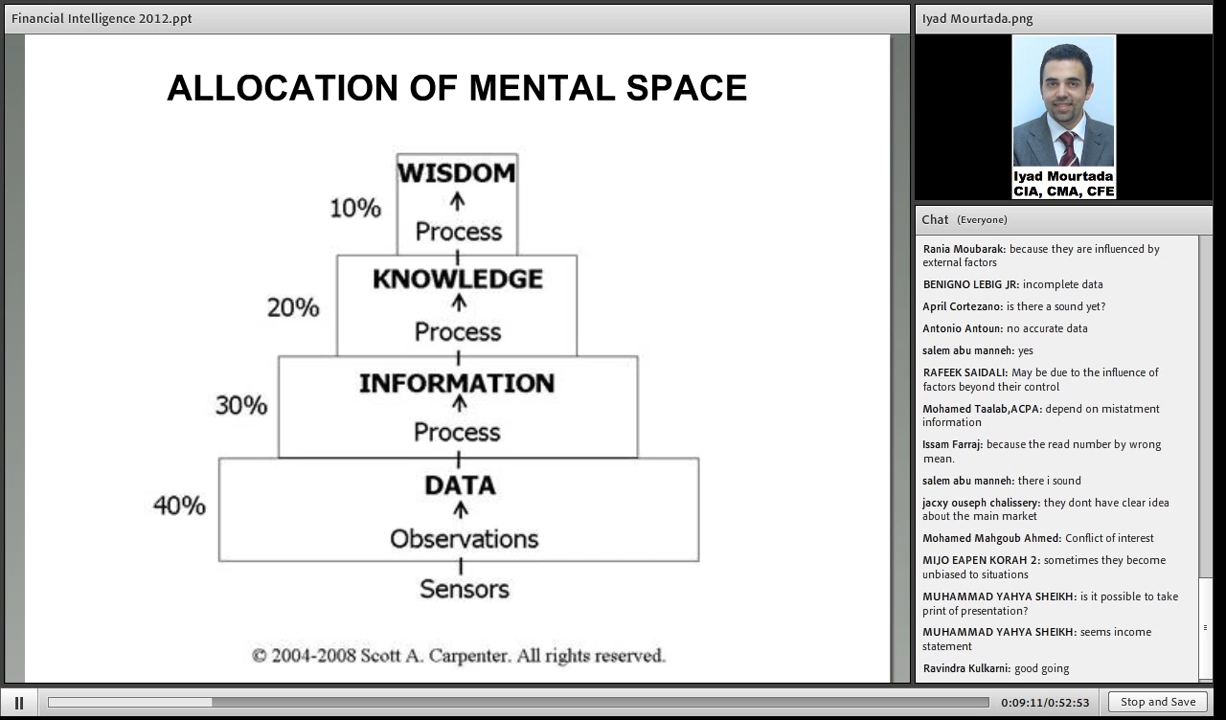 Financial Intelligence 2012.ppt
ALLOCATION OF MENTAL SPACE
WISDOM
10%
Process
KNOWLEDGE
20%
Process
INFORMATION
30%
Process
DATA
40%
Observations
Sensors
© 2004-2008 Scott A. Carpenter. All rights reserved.
Iyad Mourtada.png
Iyad Mourtada
CIA, CMA, CFE
Chat (Everyone)
Rania Moubarak: because they are influenced by
external factors
BENIGNO LEBIG JR: incomplete data
April Cortezano: is there a sound yet?
Antonio Antoun: no accurate data
salem abu manneh: yes
RAFEEK SAIDALI: May be due to the influence of
factors beyond their control
Mohamed Taalab,ACPA: depend on mistatment
information
Issam Farraj: because the read number by wrong
mean.
salem abu manneh: there i sound
jacxy ouseph chalissery: they dont have clear idea
about the main market
Mohamed Mahgoub Ahmed: Conflict of interest
MIJO EAPEN KORAH 2: sometimes they become
unbiased to situations
MUHAMMAD YAHYA SHEIKH: is it possible to take
print of presentation?
MUHAMMAD YAHYA SHEIKH: seems income
statement
Ravindra Kulkarni: good going
0:09:11/0:52:53
Stop and Save